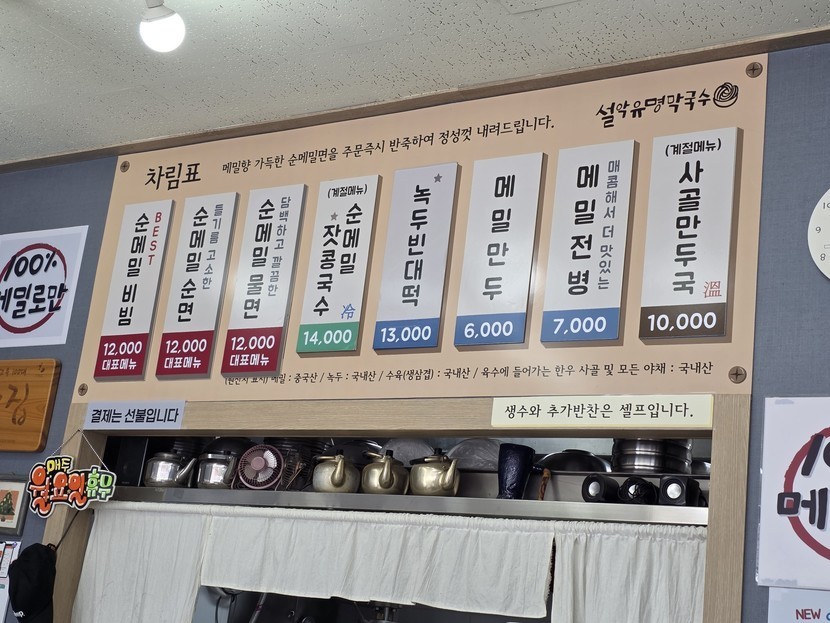 설악유명막국수
차림표
메밀향 가득한 순메밀면을 주문즉시 반죽하여 정성껏 내려드립니다.
BEST
순메밀 비빔
12,000
대표메뉴
들기름 고소한
순메밀 순면
12,000
대표메뉴
담백하고 깔끔한
순메밀 물면
12,000
대표메뉴
(계절메뉴)
순메밀
잣콩국수
冷
14,000
녹두빈대떡
13,000
메밀만두
6,000
매콤해서 더 맛있는
메밀전병
7,000
(계절메뉴)
사골만두국
溫
10,000
(원산지 표시) 메밀 : 중국산 / 녹두 : 국내산 / 수육(생삼겹) : 국내산 / 육수에 들어가는 한우 사골 및 모든 야채 : 국내산
결제는 선불입니다
생수와 추가반찬은 셀프입니다.
100%
메밀로만
매주
월요일휴무
메
NEW